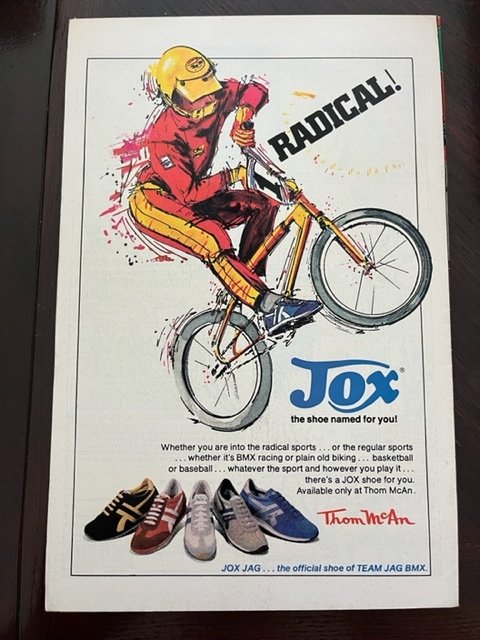 RADICAL!
1
Jox®
the shoe named for you!
Whether you are into the radical sports ... or the regular sports
... whether it's BMX racing or plain old biking ... basketball
or baseball ... whatever the sport and however you play it ...
there's a JOX shoe for you.
Available only at Thom McAn.
Thom McAn
JOX JAG ... the official shoe of TEAM JAG BMX.